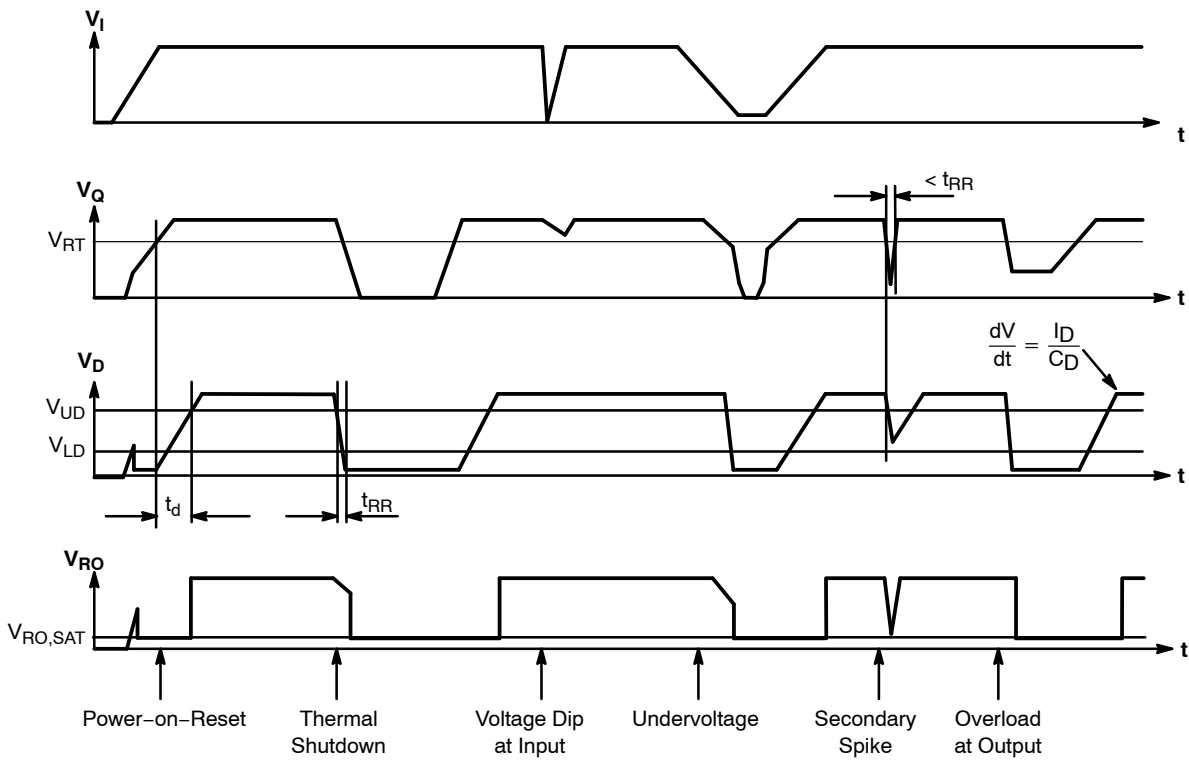 VI
t
VQ
< tRR
VRT
t
dV/dt = ID/CD
VD
VUD
VLD
t
td
tRR
VRO
VRO,SAT
t
Power−on−Reset
Thermal
Shutdown
Voltage Dip
at Input
Undervoltage
Secondary
Spike
Overload
at Output